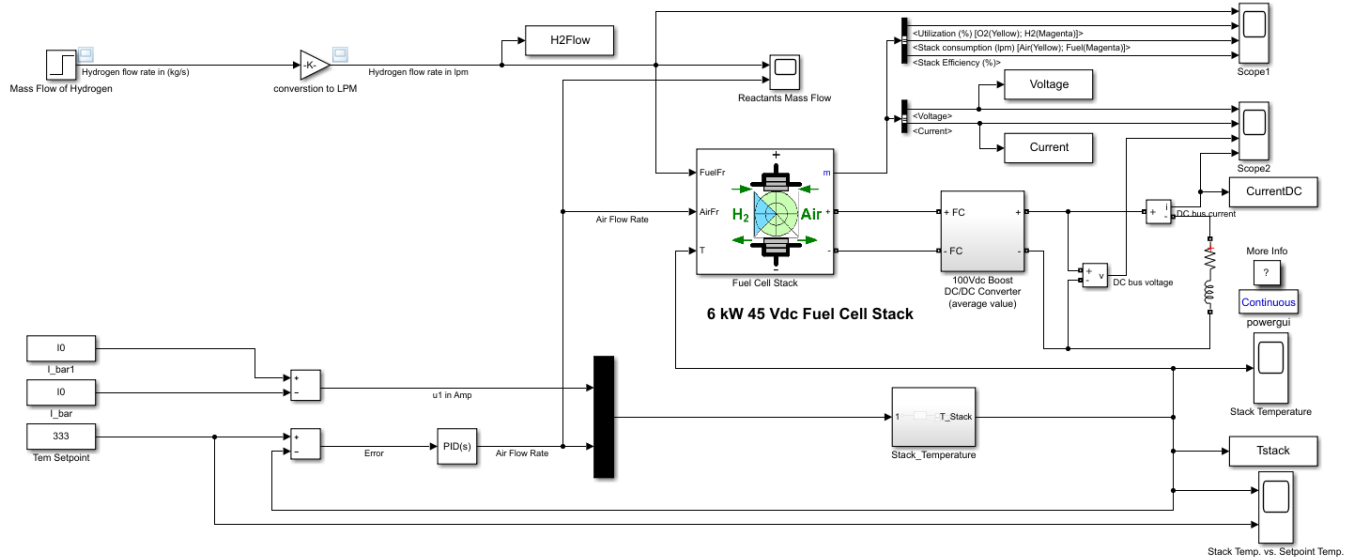 H2Flow
Hydrogen flow rate in (kg/s)
Mass Flow of Hydrogen
-K-
converstion to LPM
Hydrogen flow rate in lpm
Reactants Mass Flow
<Utilization (%) [O2(Yellow); H2(Magenta)]>
<Stack consumption (lpm) [Air(Yellow); Fuel(Magenta)]>
<Stack Efficiency (%)>
Scope1
Voltage
<Voltage>
<Current>
Current
Scope2
CurrentDC
+
FuelFr
m
AirFr
H2
Air
+
T
-
-
Fuel Cell Stack
Air Flow Rate
+ FC
+
- FC
-
100Vdc Boost
DC/DC Converter
(average value)
+
i
-
DC bus current
+
-
v
DC bus voltage
More Info
?
Continuous
powergui
6 kW 45 Vdc Fuel Cell Stack
I0
I_bar1
I0
I_bar
333
Tem Setpoint
+
−
u1 in Amp
+
−
Error
PID(s)
Air Flow Rate
1
T_Stack
Stack_Temperature
Stack Temperature
Tstack
Stack Temp. vs. Setpoint Temp.